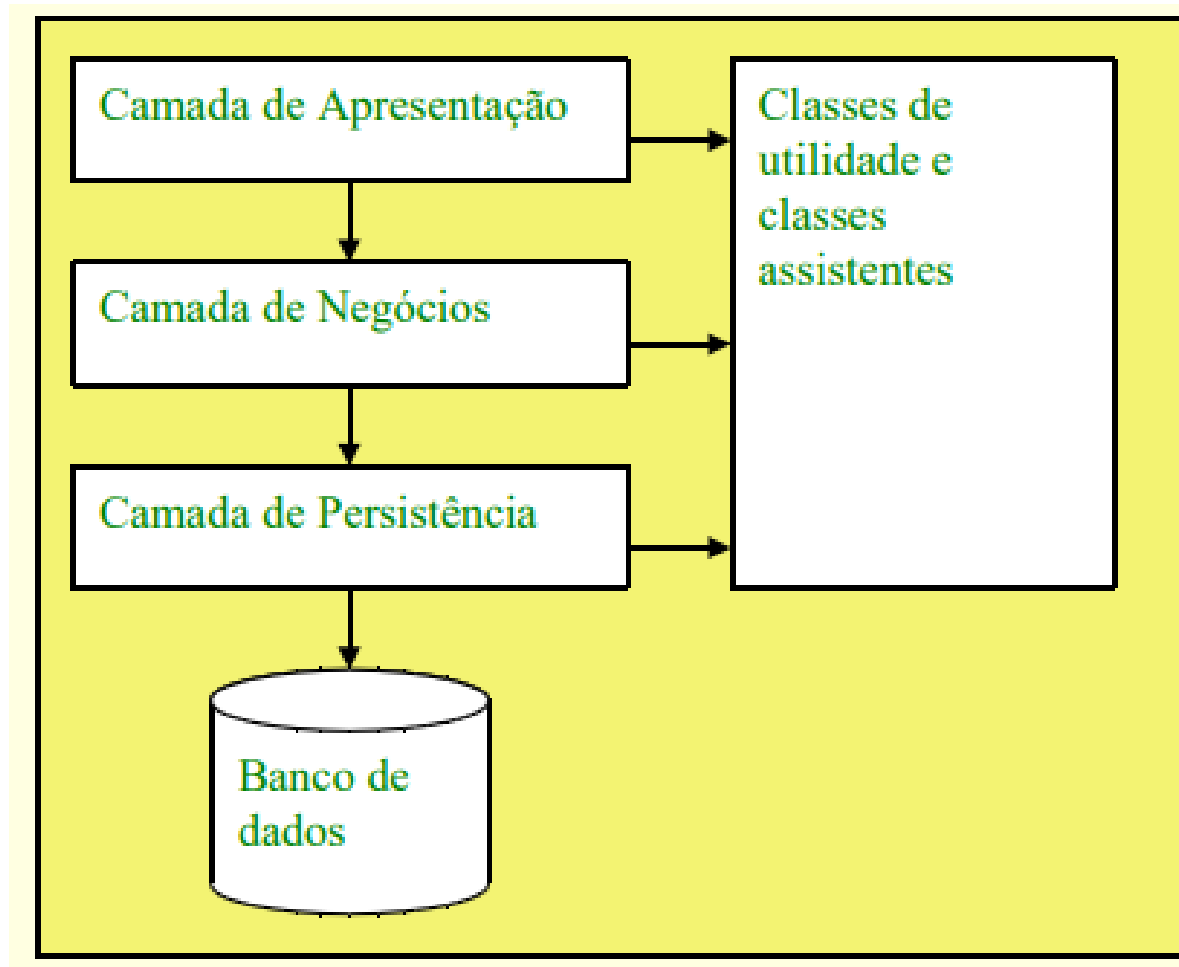 Camada de Apresentação
Classes de
utilidade e
classes
assistentes
Camada de Negócios
Camada de Persistência
Banco de
dados